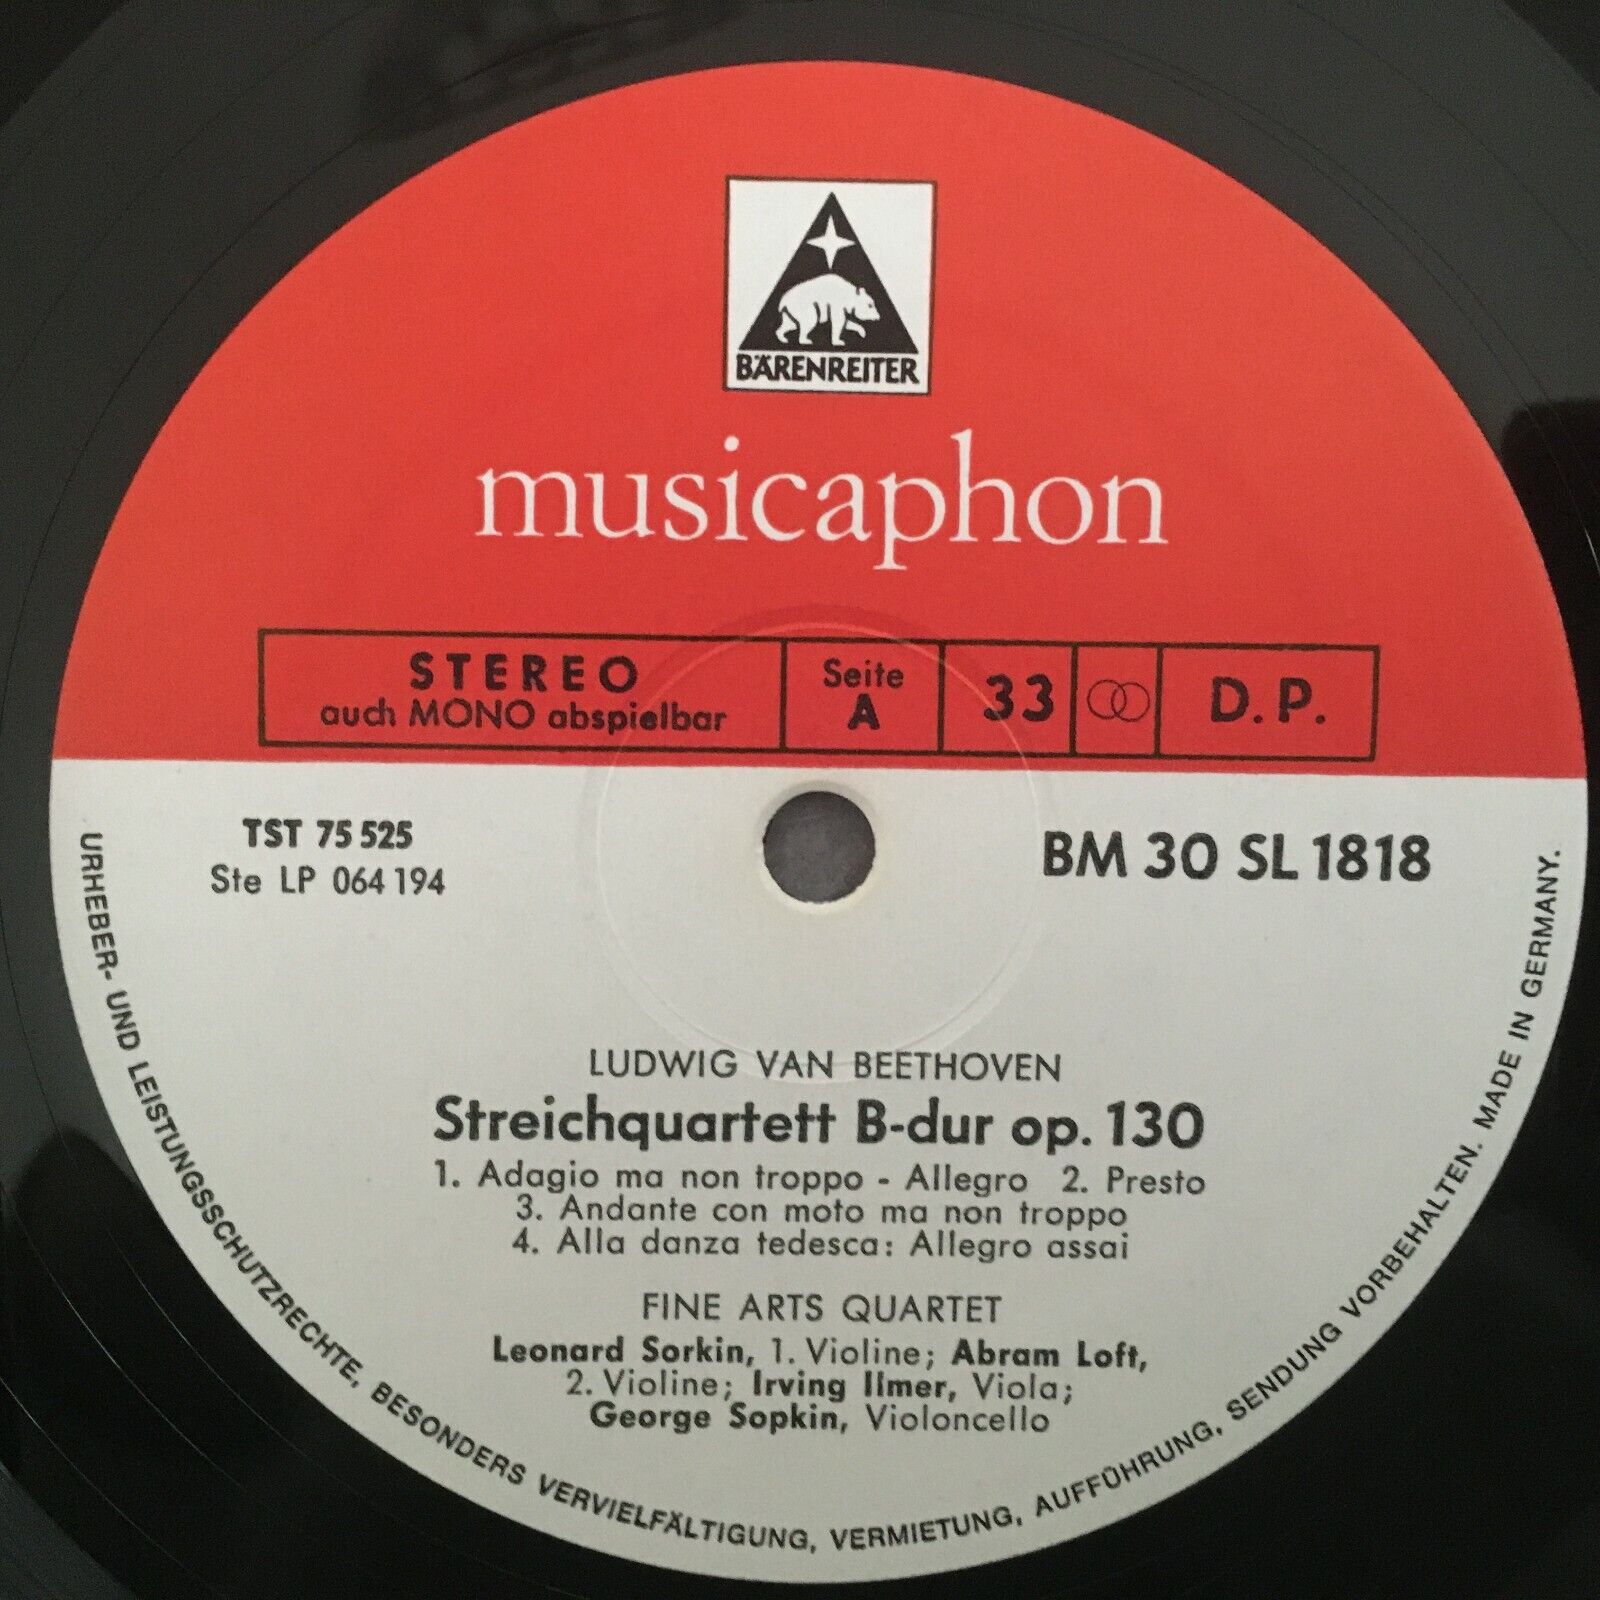 BÄRENREITER
musicaphon
STEREO
auch MONO abspielbar
Seite
A
33
D.P.
TST 75 525
Ste LP 064 194
BM 30 SL 1818
LUDWIG VAN BEETHOVEN
Streichquartett B-dur op. 130
1. Adagio ma non troppo - Allegro 2. Presto
3. Andante con moto ma non troppo
4. Alla danza tedesca: Allegro assai
FINE ARTS QUARTET
Leonard Sorkin, 1. Violine; Abram Loft,
2. Violine; Irving Ilmer, Viola;
George Sopkin, Violoncello
URHEBER- UND LEISTUNGSSCHUTZRECHTE, BESONDERS VERVIELFÄLTIGUNG, VERMIETUNG, AUFFÜHRUNG, SENDUNG VORBEHALTEN. MADE IN GERMANY.